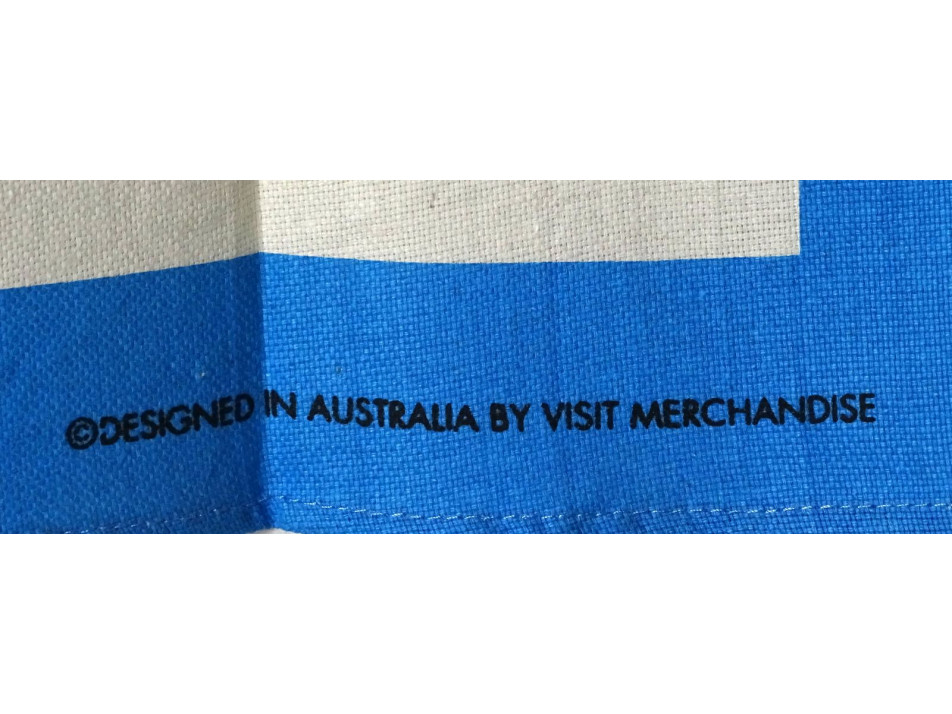 ©DESIGNED IN AUSTRALIA BY VISIT MERCHANDISE